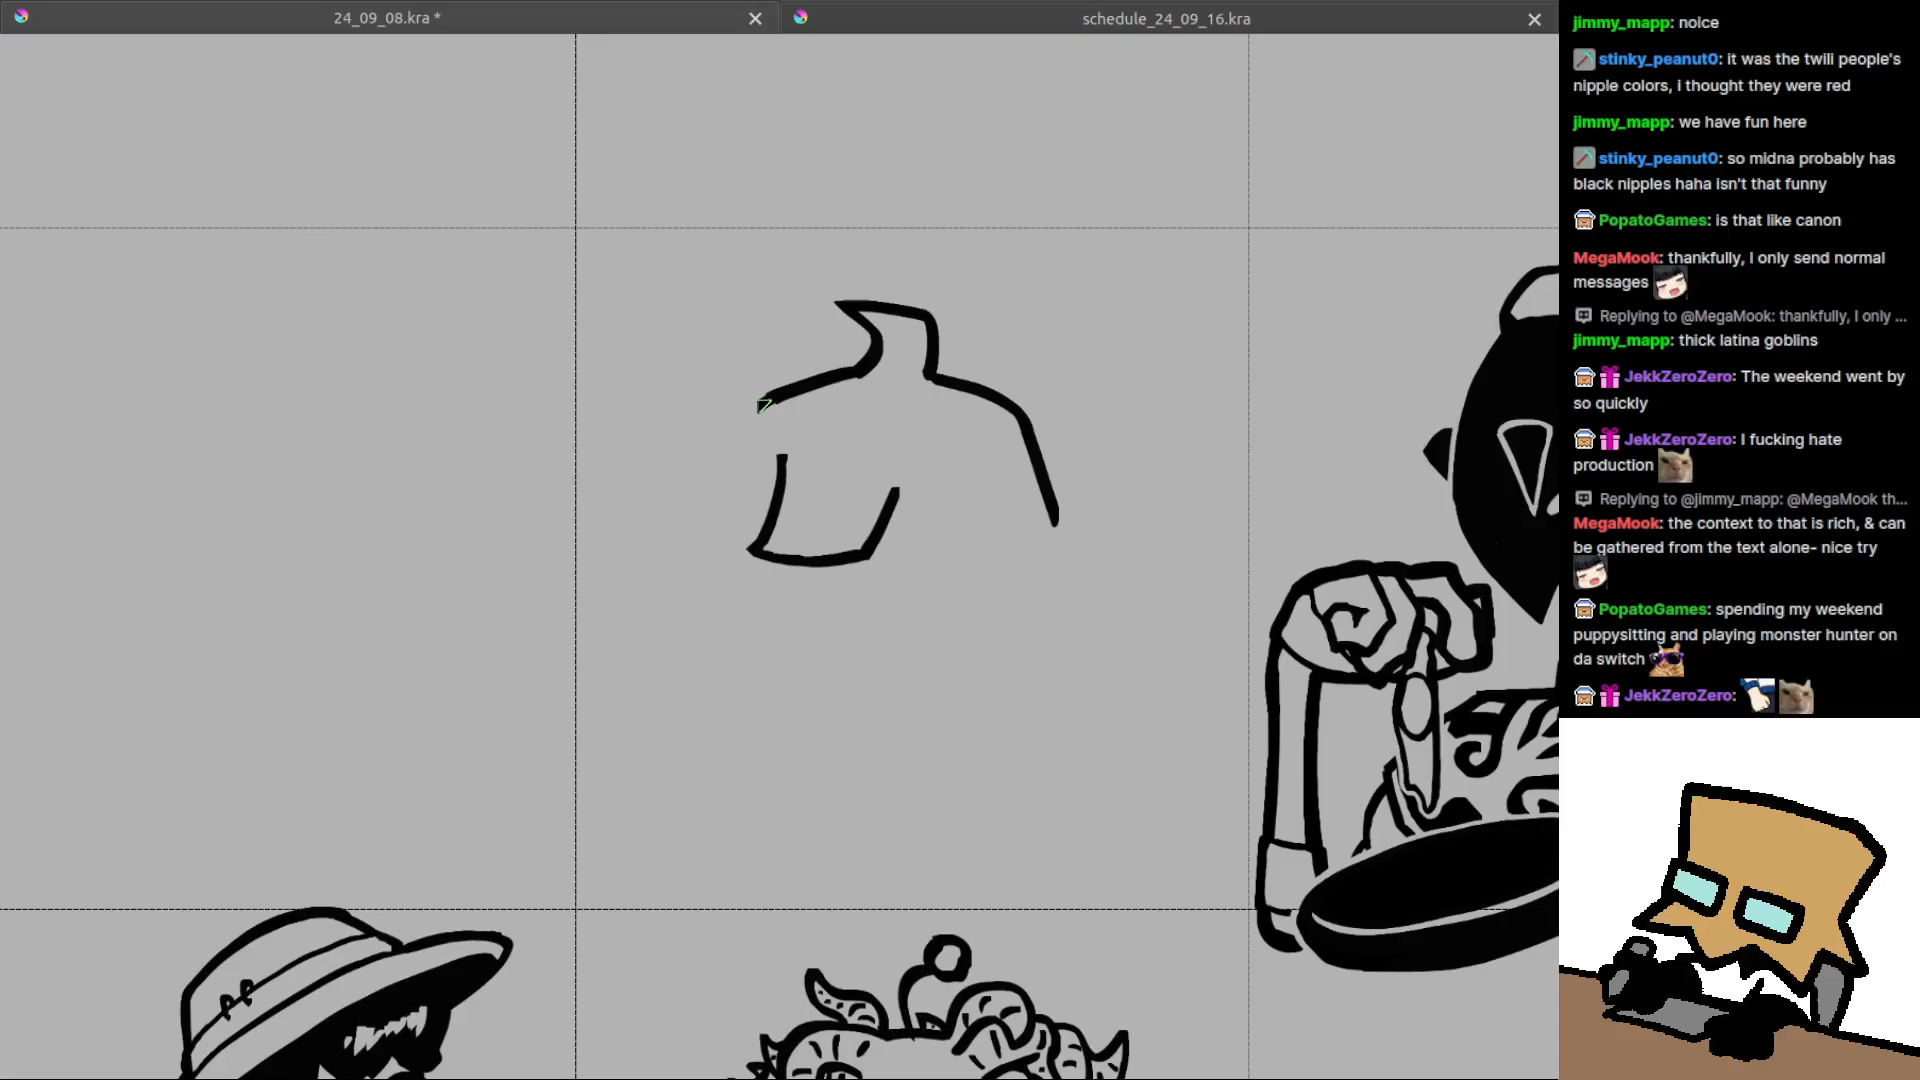 24_09_08.kra *
schedule_24_09_16.kra
jimmy_mapp: noice
stinky_peanut0: it was the twili people's
nipple colors, i thought they were red
jimmy_mapp: we have fun here
stinky_peanut0: so midna probably has
black nipples haha isn't that funny
PopatoGames: is that like canon
MegaMook: thankfully, I only send normal
messages
Replying to @MegaMook: thankfully, I only ...
jimmy_mapp: thick latina goblins
JekkZeroZero: The weekend went by
so quickly
JekkZeroZero: I fucking hate
production
Replying to @jimmy_mapp: @MegaMook th...
MegaMook: the context to that is rich, & can
be gathered from the text alone- nice try
PopatoGames: spending my weekend
puppysitting and playing monster hunter on
da switch
JekkZeroZero: